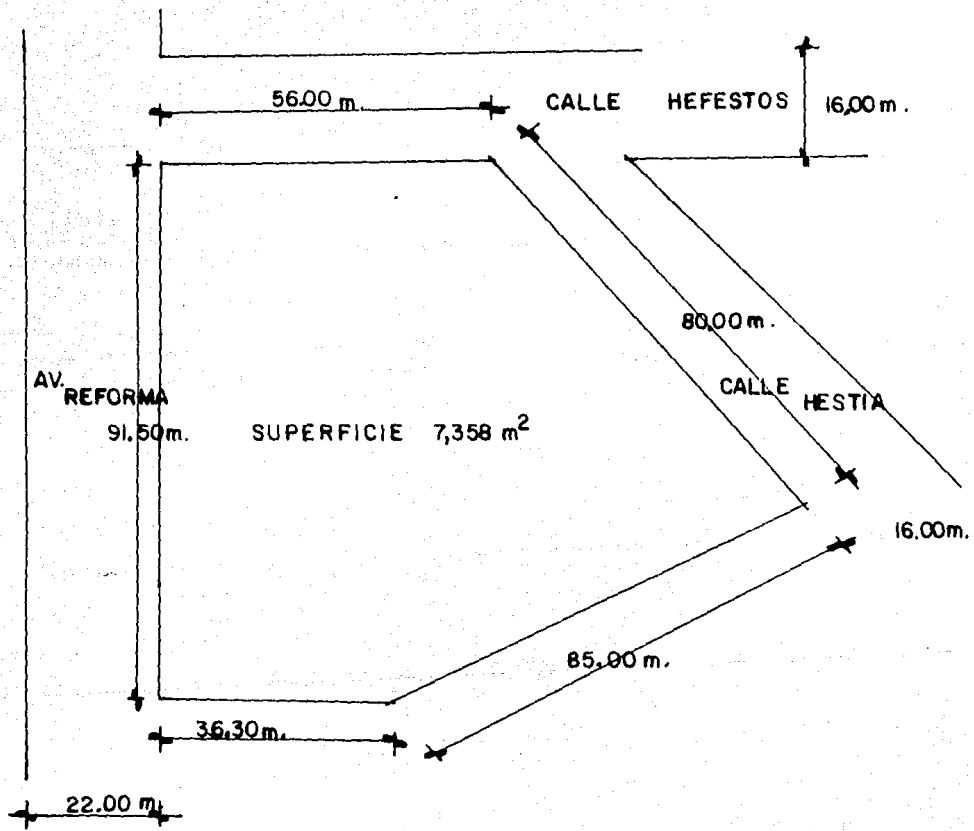 56.00 m.
CALLE HEFESTOS
16,00 m.
80,00 m.
CALLE HESTIA
AV. REFORMA
91.50 m.
SUPERFICIE 7,358 m²
16.00 m.
85.00 m.
36,30 m.
22.00 m